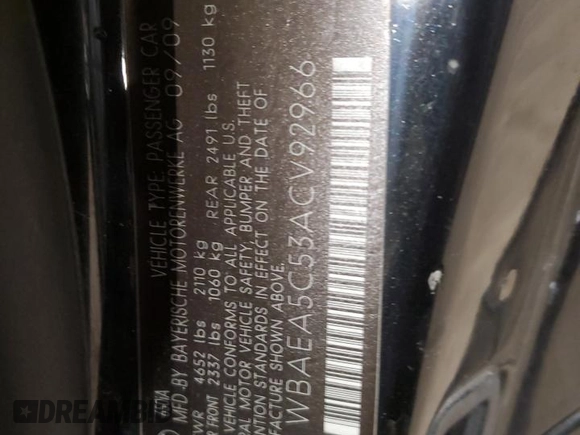 VEHICLE TYPE: PASSENGER CAR
MFD BY BAYERISCHE MOTORENWERKE AG 09/09
4652 lbs 2110 kg
FRONT 2337 lbs 1060 kg REAR 2491 lbs 1130 kg
VEHICLE CONFORMS TO ALL APPLICABLE U.S.
MOTOR VEHICLE SAFETY, BUMPER AND THEFT
STANDARDS IN EFFECT ON THE DATE OF
SHOWN ABOVE.
WBAEA5C53ACV92966
DREAMBID